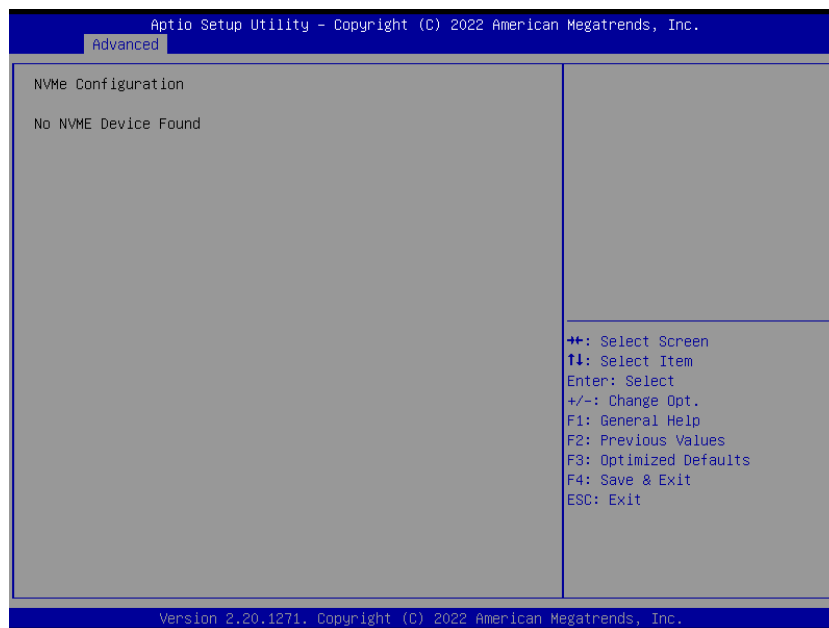 Aptio Setup Utility – Copyright (C) 2022 American Megatrends, Inc.
Advanced
NVMe Configuration
No NVME Device Found
→←: Select Screen
↑↓: Select Item
Enter: Select
+/-: Change Opt.
F1: General Help
F2: Previous Values
F3: Optimized Defaults
F4: Save & Exit
ESC: Exit
Version 2.20.1271. Copyright (C) 2022 American Megatrends, Inc.